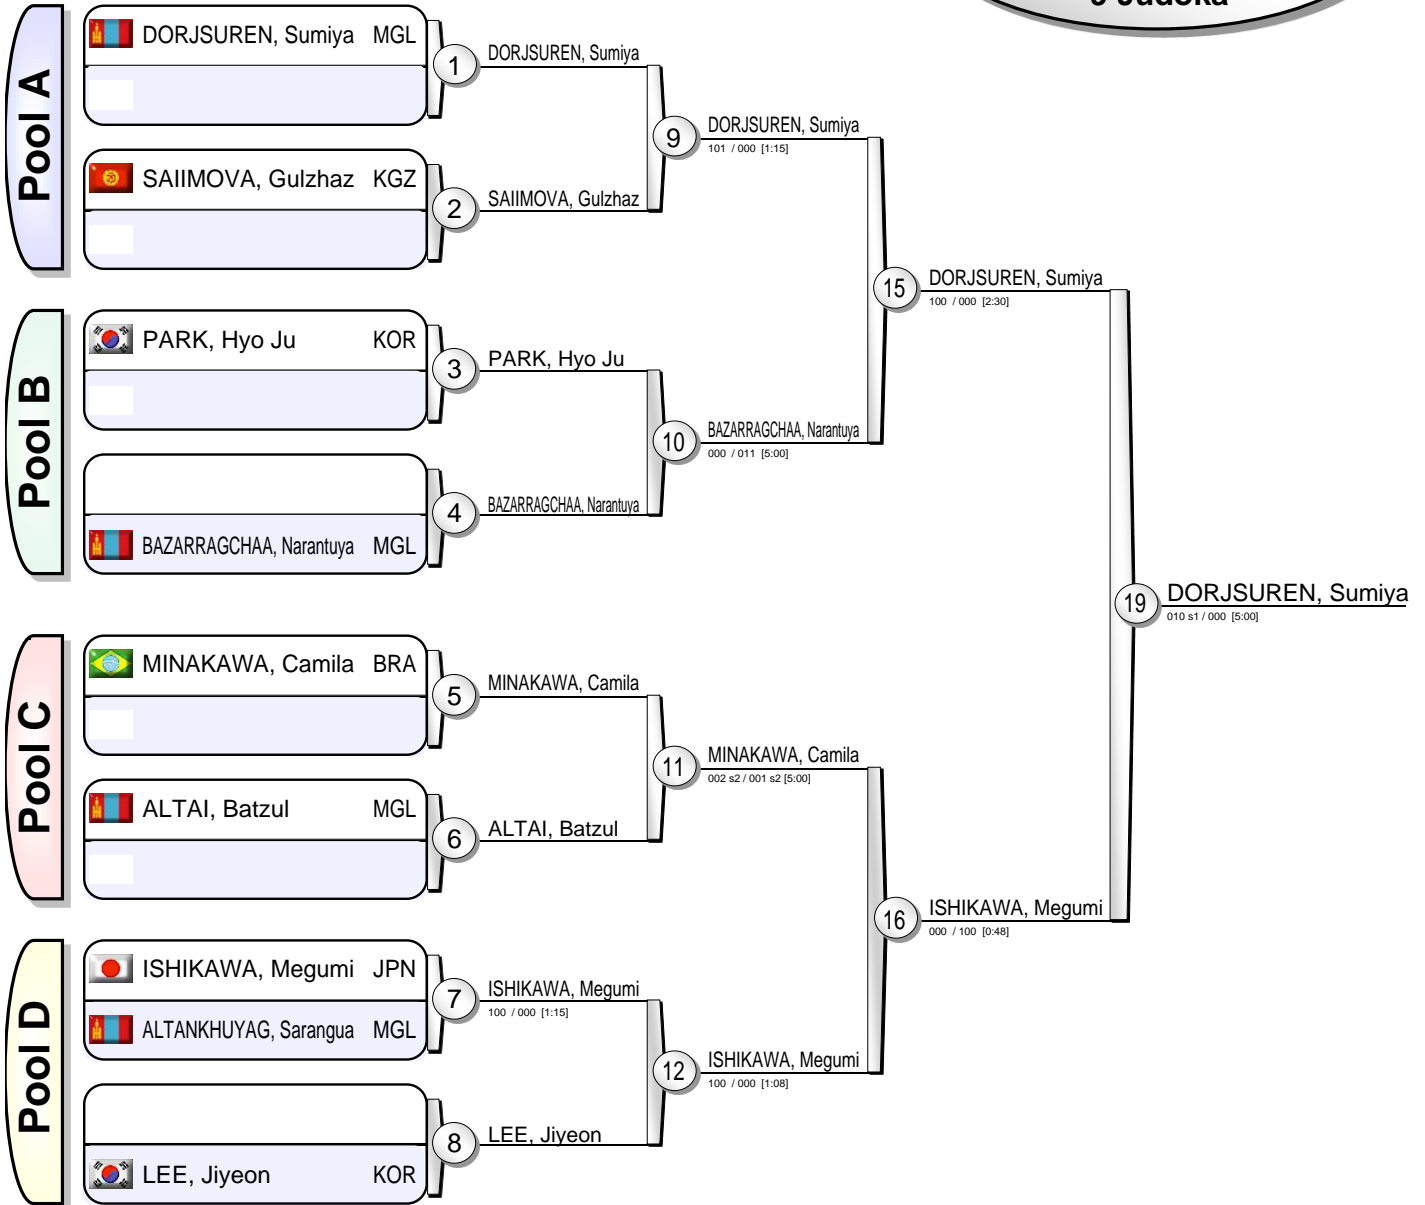 9 Judoka
Pool A
DORJSUREN, Sumiya MGL
1
DORJSUREN, Sumiya
SAIIMOVA, Gulzhaz KGZ
2
SAIIMOVA, Gulzhaz
9
DORJSUREN, Sumiya
101 / 000 [1:15]
Pool B
PARK, Hyo Ju KOR
3
PARK, Hyo Ju
BAZARRAGCHAA, Narantuya MGL
4
BAZARRAGCHAA, Narantuya
10
BAZARRAGCHAA, Narantuya
000 / 011 [5:00]
15
DORJSUREN, Sumiya
100 / 000 [2:30]
Pool C
MINAKAWA, Camila BRA
5
MINAKAWA, Camila
ALTAI, Batzul MGL
6
ALTAI, Batzul
11
MINAKAWA, Camila
002 s2 / 001 s2 [5:00]
Pool D
ISHIKAWA, Megumi JPN
ALTANKHUYAG, Sarangua MGL
7
ISHIKAWA, Megumi
100 / 000 [1:15]
LEE, Jiyeon KOR
8
LEE, Jiyeon
12
ISHIKAWA, Megumi
100 / 000 [1:08]
16
ISHIKAWA, Megumi
000 / 100 [0:48]
19
DORJSUREN, Sumiya
010 s1 / 000 [5:00]